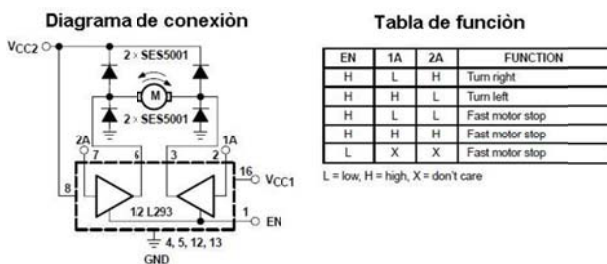 Diagrama de conexiòn
VCC2
2 × SES5001
M
2 × SES5001
2A 1A
7 6 3 2
8 16 VCC1
1/2 L293
1 EN
4, 5, 12, 13
GND
Tabla de funciòn
EN 1A 2A FUNCTION
H L H Turn right
H H L Turn left
H L L Fast motor stop
H H H Fast motor stop
L X X Fast motor stop
L = low, H = high, X = don't care